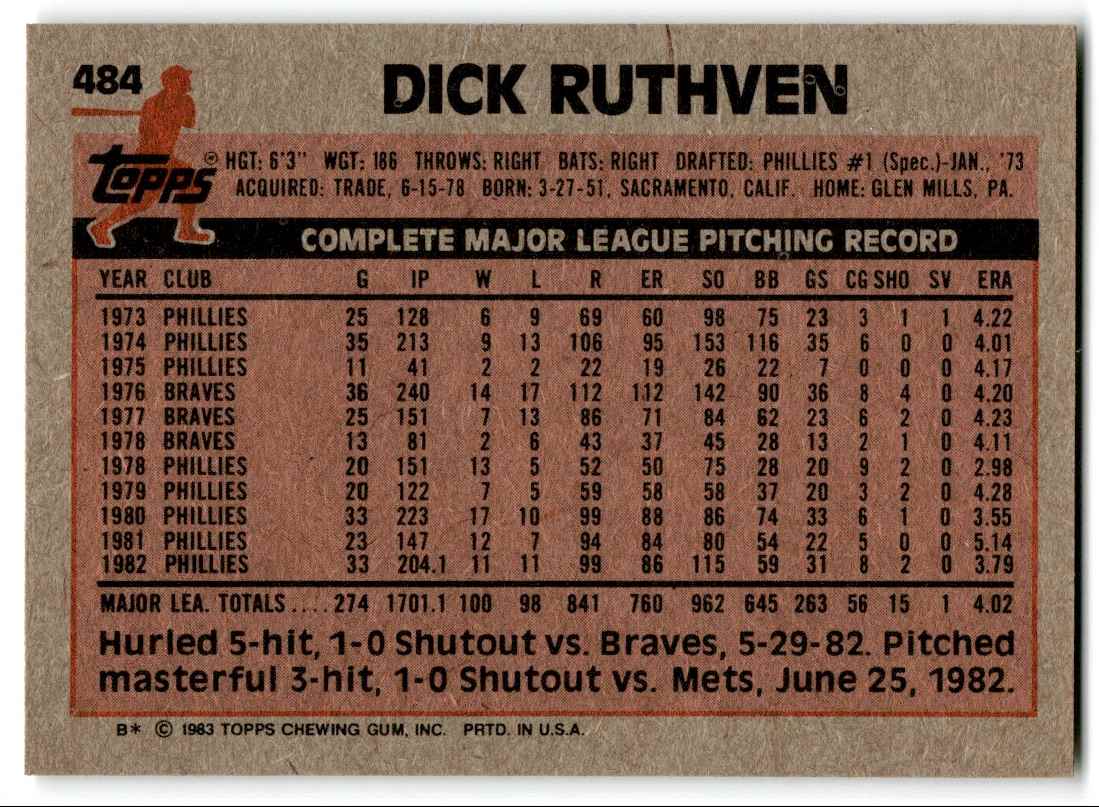 484
DICK RUTHVEN
topps
HGT: 6'3" WGT: 186 THROWS: RIGHT BATS: RIGHT DRAFTED: PHILLIES #1 (Spec.)-JAN., '73
ACQUIRED: TRADE, 6-15-78 BORN: 3-27-51, SACRAMENTO, CALIF. HOME: GLEN MILLS, PA.
COMPLETE MAJOR LEAGUE PITCHING RECORD
YEAR CLUB G IP W L R ER SO BB GS CG SHO SV ERA
1973 PHILLIES 25 128 6 9 69 60 98 75 23 3 1 1 4.22
1974 PHILLIES 35 213 9 13 106 95 153 116 35 6 0 0 4.01
1975 PHILLIES 11 41 2 2 22 19 26 22 7 0 0 0 4.17
1976 BRAVES 36 240 14 17 112 112 142 90 36 8 4 0 4.20
1977 BRAVES 25 151 7 13 86 71 84 62 23 6 2 0 4.23
1978 BRAVES 13 81 2 6 43 37 45 28 13 2 1 0 4.11
1978 PHILLIES 20 151 13 5 52 50 75 28 20 9 2 0 2.98
1979 PHILLIES 20 122 7 5 59 58 58 37 20 3 2 0 4.28
1980 PHILLIES 33 223 17 10 99 88 86 74 33 6 1 0 3.55
1981 PHILLIES 23 147 12 7 94 84 80 54 22 5 0 0 5.14
1982 PHILLIES 33 204.1 11 11 99 86 115 59 31 8 2 0 3.79
MAJOR LEA. TOTALS .... 274 1701.1 100 98 841 760 962 645 263 56 15 1 4.02
Hurled 5-hit, 1-0 Shutout vs. Braves, 5-29-82. Pitched
masterful 3-hit, 1-0 Shutout vs. Mets, June 25, 1982.
B* © 1983 TOPPS CHEWING GUM, INC. PRTD. IN U.S.A.